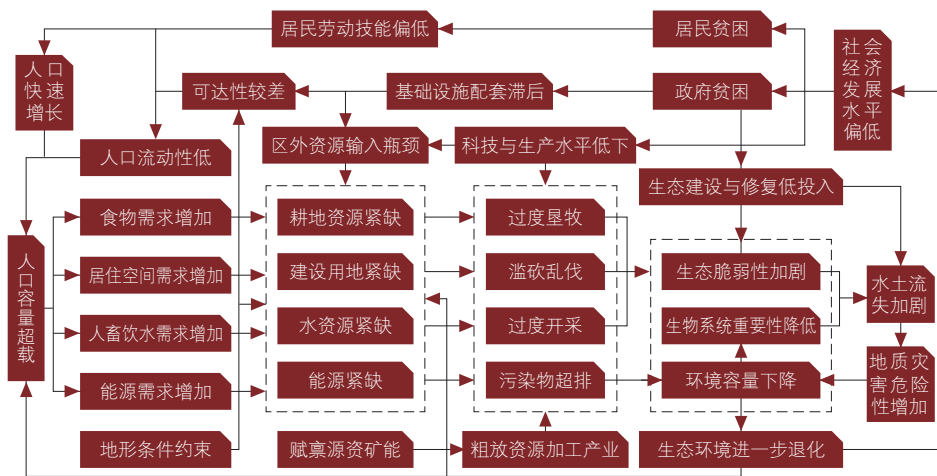 居民劳动技能偏低
居民贫困
社会
经济
发展
水平
偏低
人口
快速
增长
可达性较差
基础设施配套滞后
政府贫困
人口流动性低
区外资源输入瓶颈
科技与生产水平低下
生态建设与修复低投入
人口容量超载
食物需求增加
居住空间需求增加
人畜饮水需求增加
能源需求增加
地形条件约束
耕地资源紧缺
建设用地紧缺
水资源紧缺
能源紧缺
赋禀源资矿能
过度垦牧
滥砍乱伐
过度开采
污染物超排
粗放资源加工产业
生态脆弱性加剧
生物系统重要性降低
环境容量下降
生态环境进一步退化
水土流
失加剧
地质灾
害危险
性增加